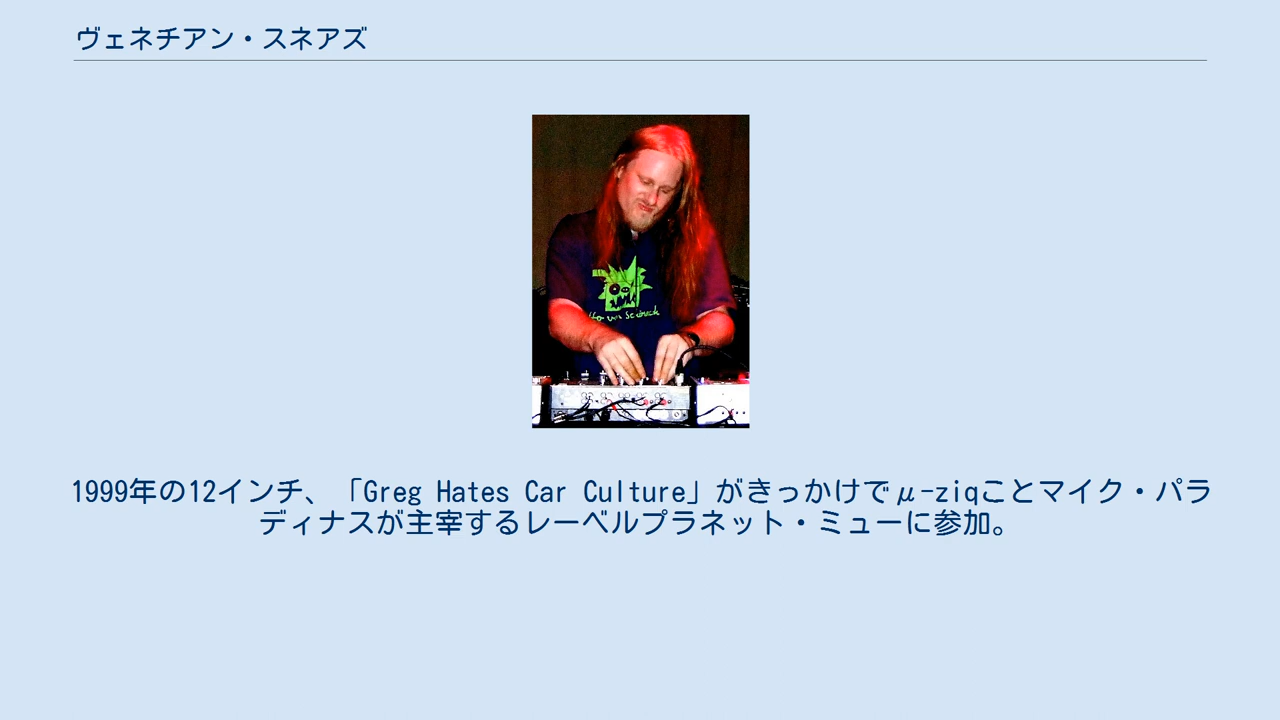 ヴェネチアン・スネアズ
1999年の12インチ、「Greg Hates Car Culture」がきっかけでμ-ziqことマイク・パラ
ディナスが主宰するレーベルプラネット・ミューに参加。